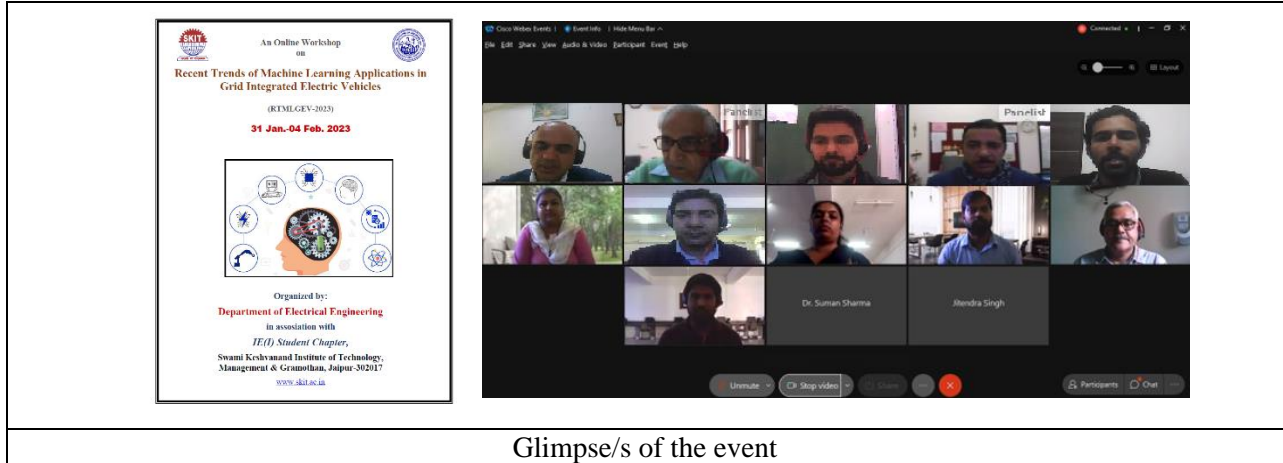 SKIT
An Online Workshop
on
Recent Trends of Machine Learning Applications in
Grid Integrated Electric Vehicles
(RTMLGEV-2023)
31 Jan.-04 Feb. 2023
Organized by:
Department of Electrical Engineering
in assosiation with
IE(I) Student Chapter,
Swami Keshvanand Institute of Technology,
Management & Gramothan, Jaipur-302017
www.skit.ac.in
Cisco Webex Events | Event Info | Hide Menu Bar
Connected
File Edit Share View Audio & Video Participant Event Help
Layout
Panelist
Panelist
Dr. Suman Sharma
Jitendra Singh
Unmute
Stop video
Share
Participants
Chat
Glimpse/s of the event